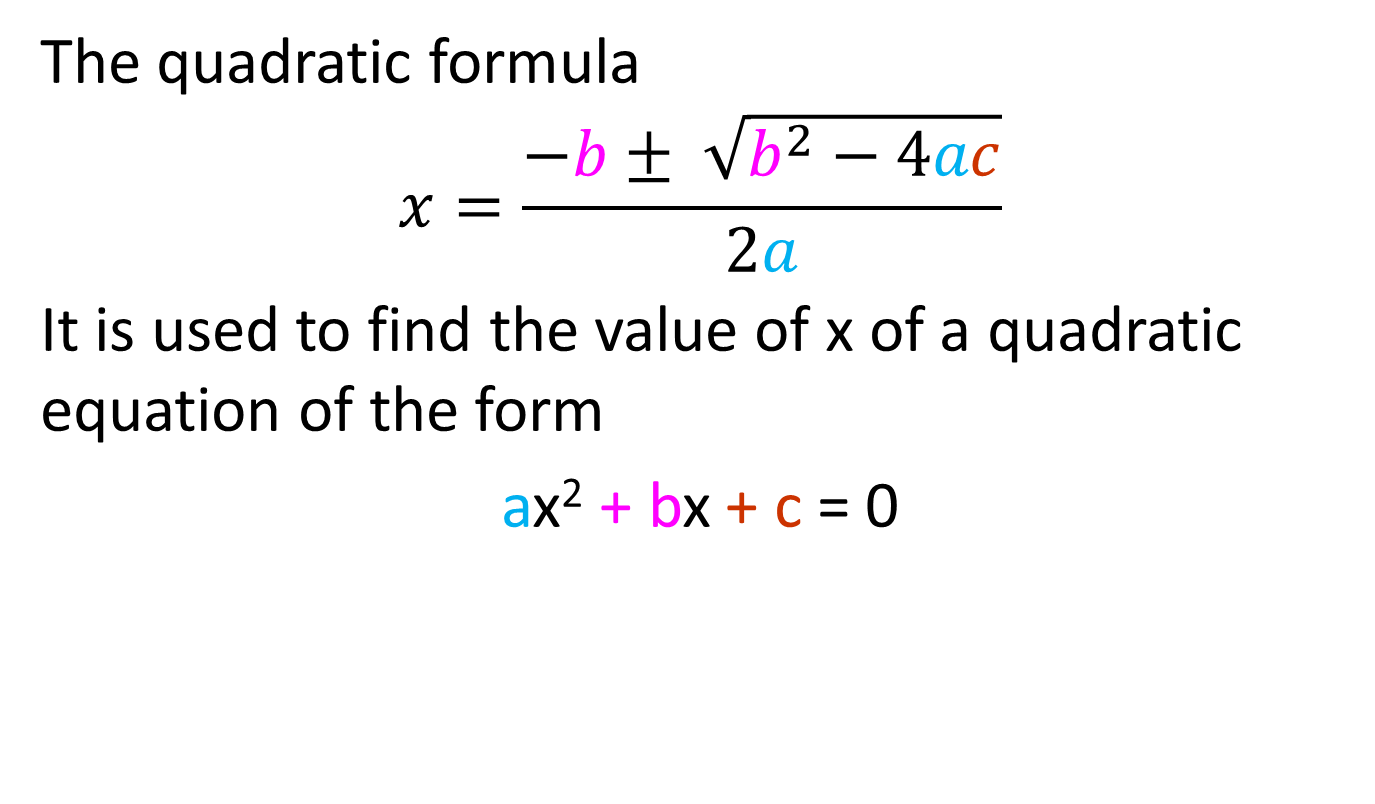 The quadratic formula
x = −b ± √b² − 4ac
2a
It is used to find the value of x of a quadratic
equation of the form
ax² + bx + c = 0